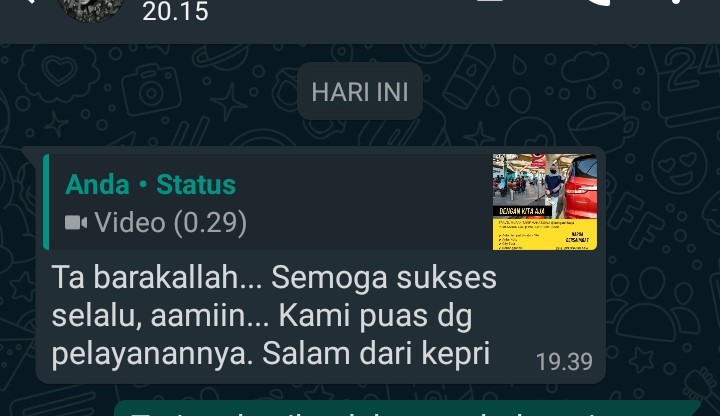 20.15
HARI INI
Anda • Status
Video (0.29)
DENGAN KITA AJA
Ta barakallah... Semoga sukses
selalu, aamiin... Kami puas dg
pelayanannya. Salam dari kepri
19.39